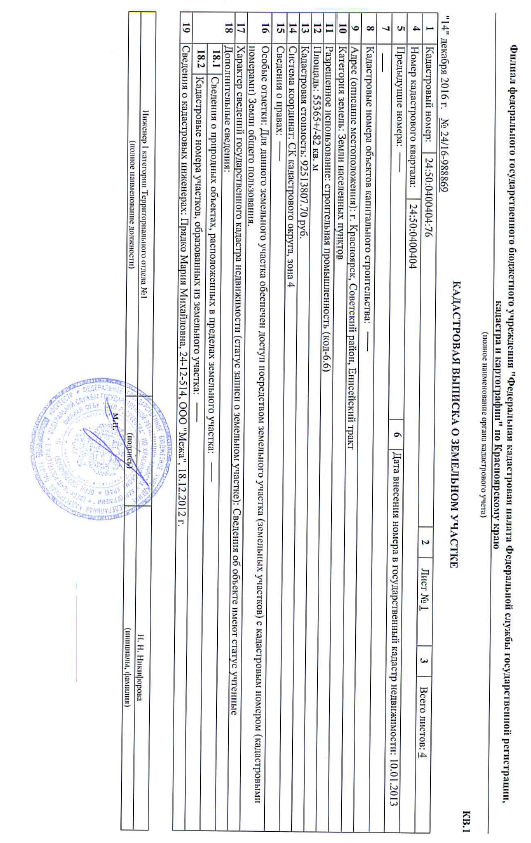 Филиал федерального государственного бюджетного учреждения "Федеральная кадастровая палата Федеральной службы государственной регистрации,
кадастра и картографии" по Красноярскому краю
(полное наименование органа кадастрового учета)
КВ.1
КАДАСТРОВАЯ ВЫПИСКА О ЗЕМЕЛЬНОМ УЧАСТКЕ
"14" декабря 2016 г. № 24/16-988869
1 Кадастровый номер: 24:50:0400404:76 2 Лист № 1 3 Всего листов: 4
4 Номер кадастрового квартала: 24:50:0400404
5 Предыдущие номера: 6 Дата внесения номера в государственный кадастр недвижимости: 10.01.2013
7
8 Кадастровые номера объектов капитального строительства:
9 Адрес (описание местоположения): г. Красноярск, Советский район, Енисейский тракт
10 Категория земель: Земли населенных пунктов
11 Разрешенное использование: строительная промышленность (код-6.6)
12 Площадь: 55365+/-82 кв. м
13 Кадастровая стоимость: 92513807.70 руб.
14 Система координат: СК кадастрового округа, зона 4
15 Сведения о правах:
16 Особые отметки: Для данного земельного участка обеспечен доступ посредством земельного участка (земельных участков) с кадастровым номером (кадастровыми
номерами) Земли общего пользования.
17 Характер сведений государственного кадастра недвижимости (статус записи о земельном участке): Сведения об объекте имеют статус учтенные
18 Дополнительные сведения:
18.1 Сведения о природных объектах, расположенных в пределах земельного участка:
18.2 Кадастровые номера участков, образованных из земельного участка:
19 Сведения о кадастровых инженерах: Прядко Мария Михайловна, 24-12-514, ООО "Межа", 18.12.2012 г.
Инженер I категории Территориального отдела №1 Н. Н. Никифорова
(полное наименование должности) (подпись) (инициалы, фамилия)
М.П.